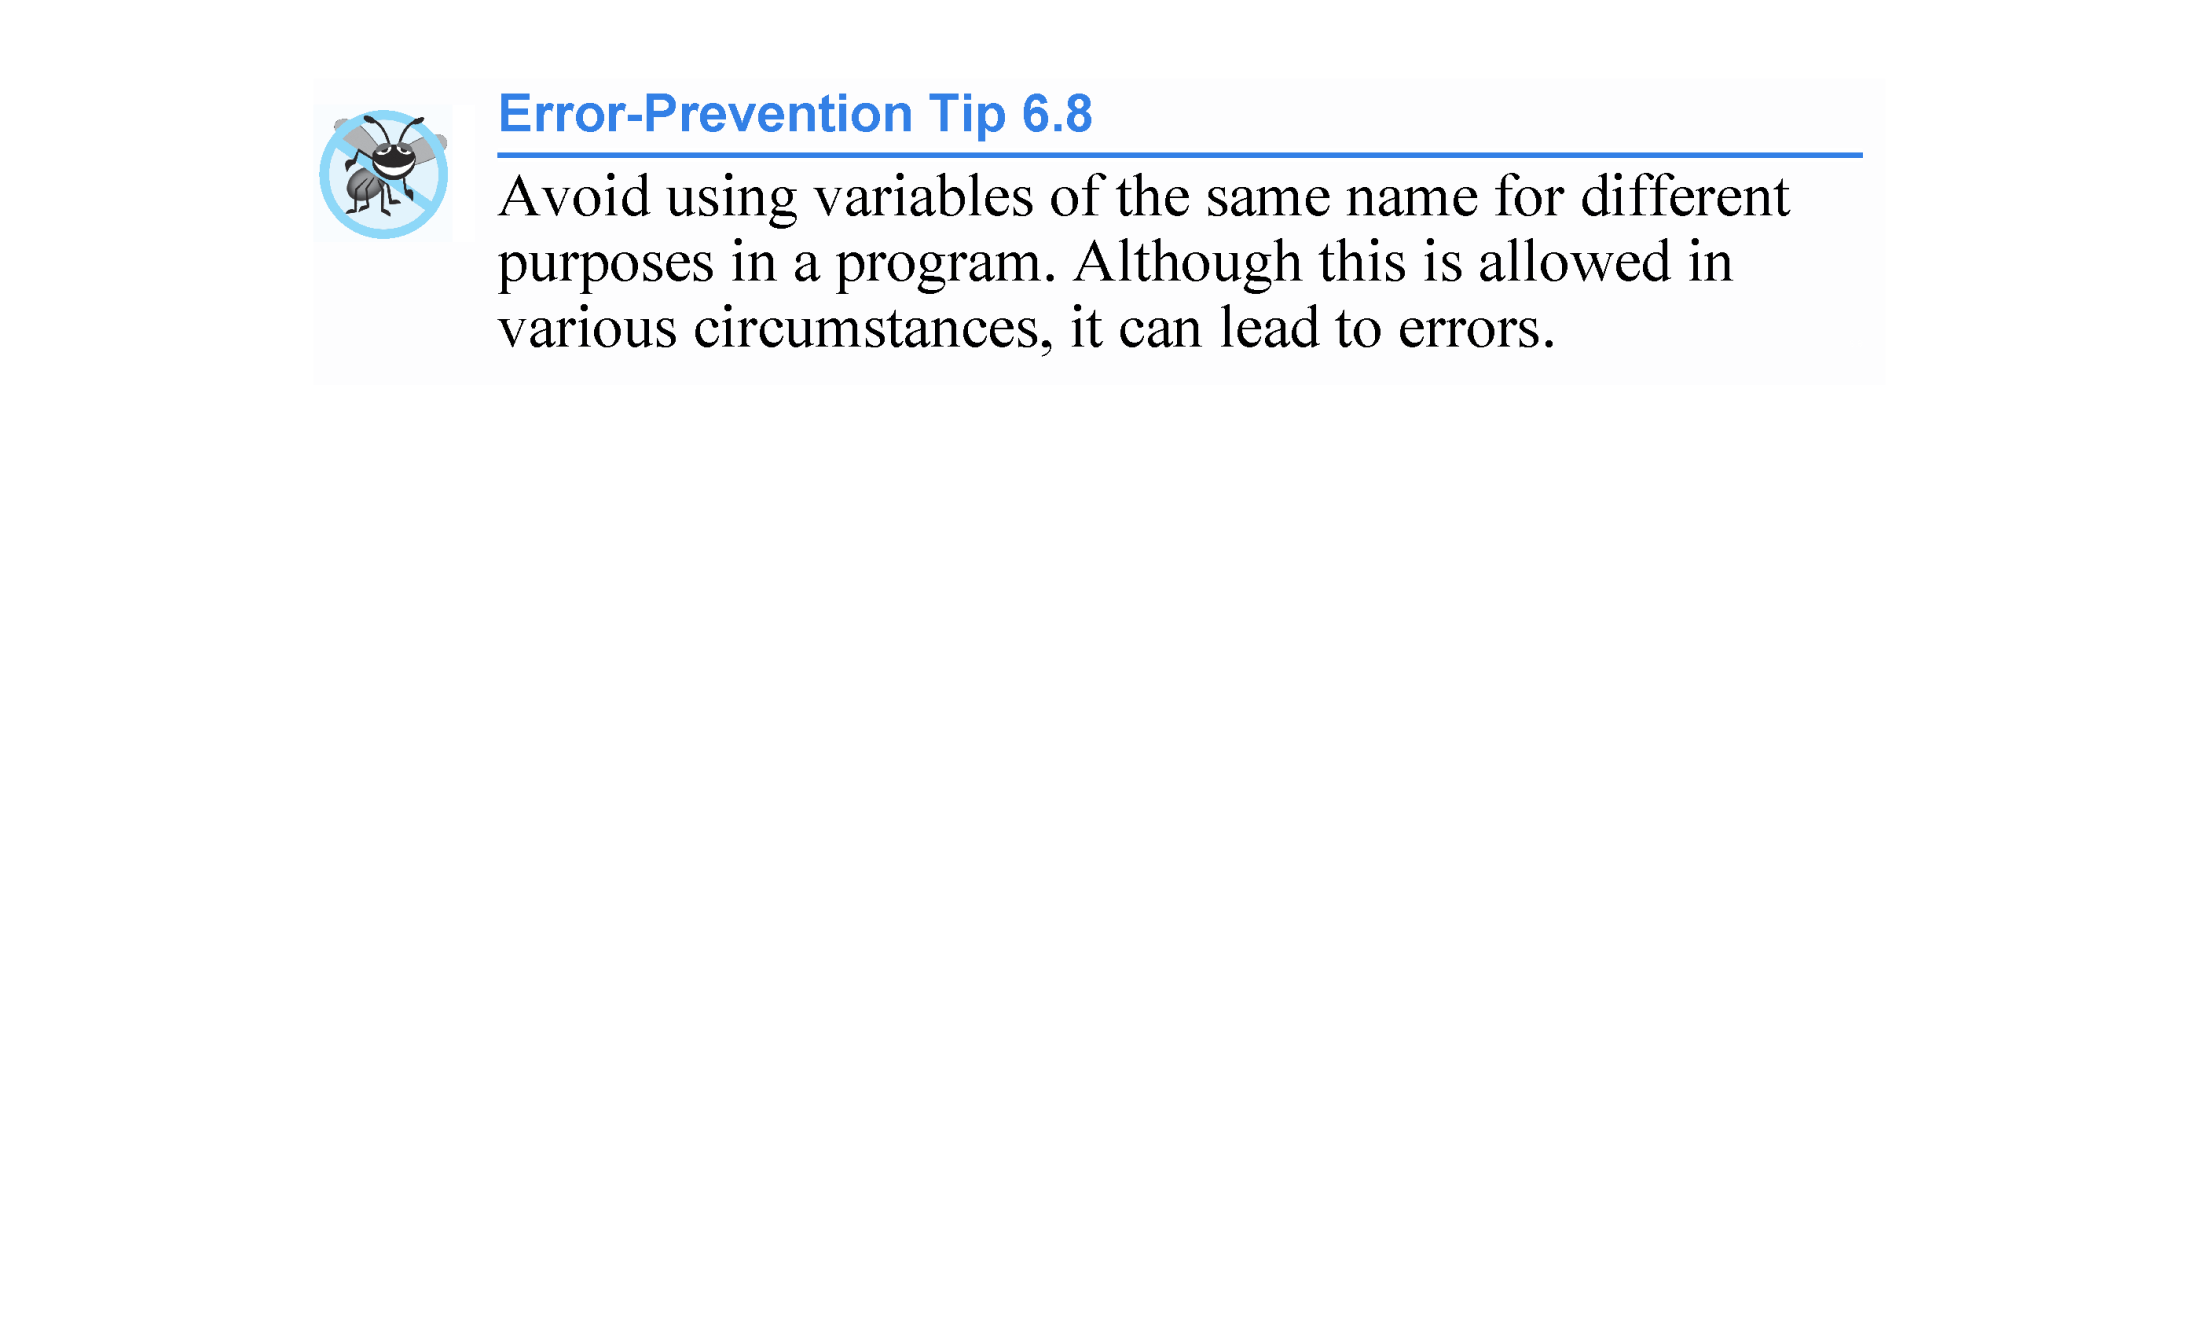 Error-Prevention Tip 6.8
Avoid using variables of the same name for different
purposes in a program. Although this is allowed in
various circumstances, it can lead to errors.